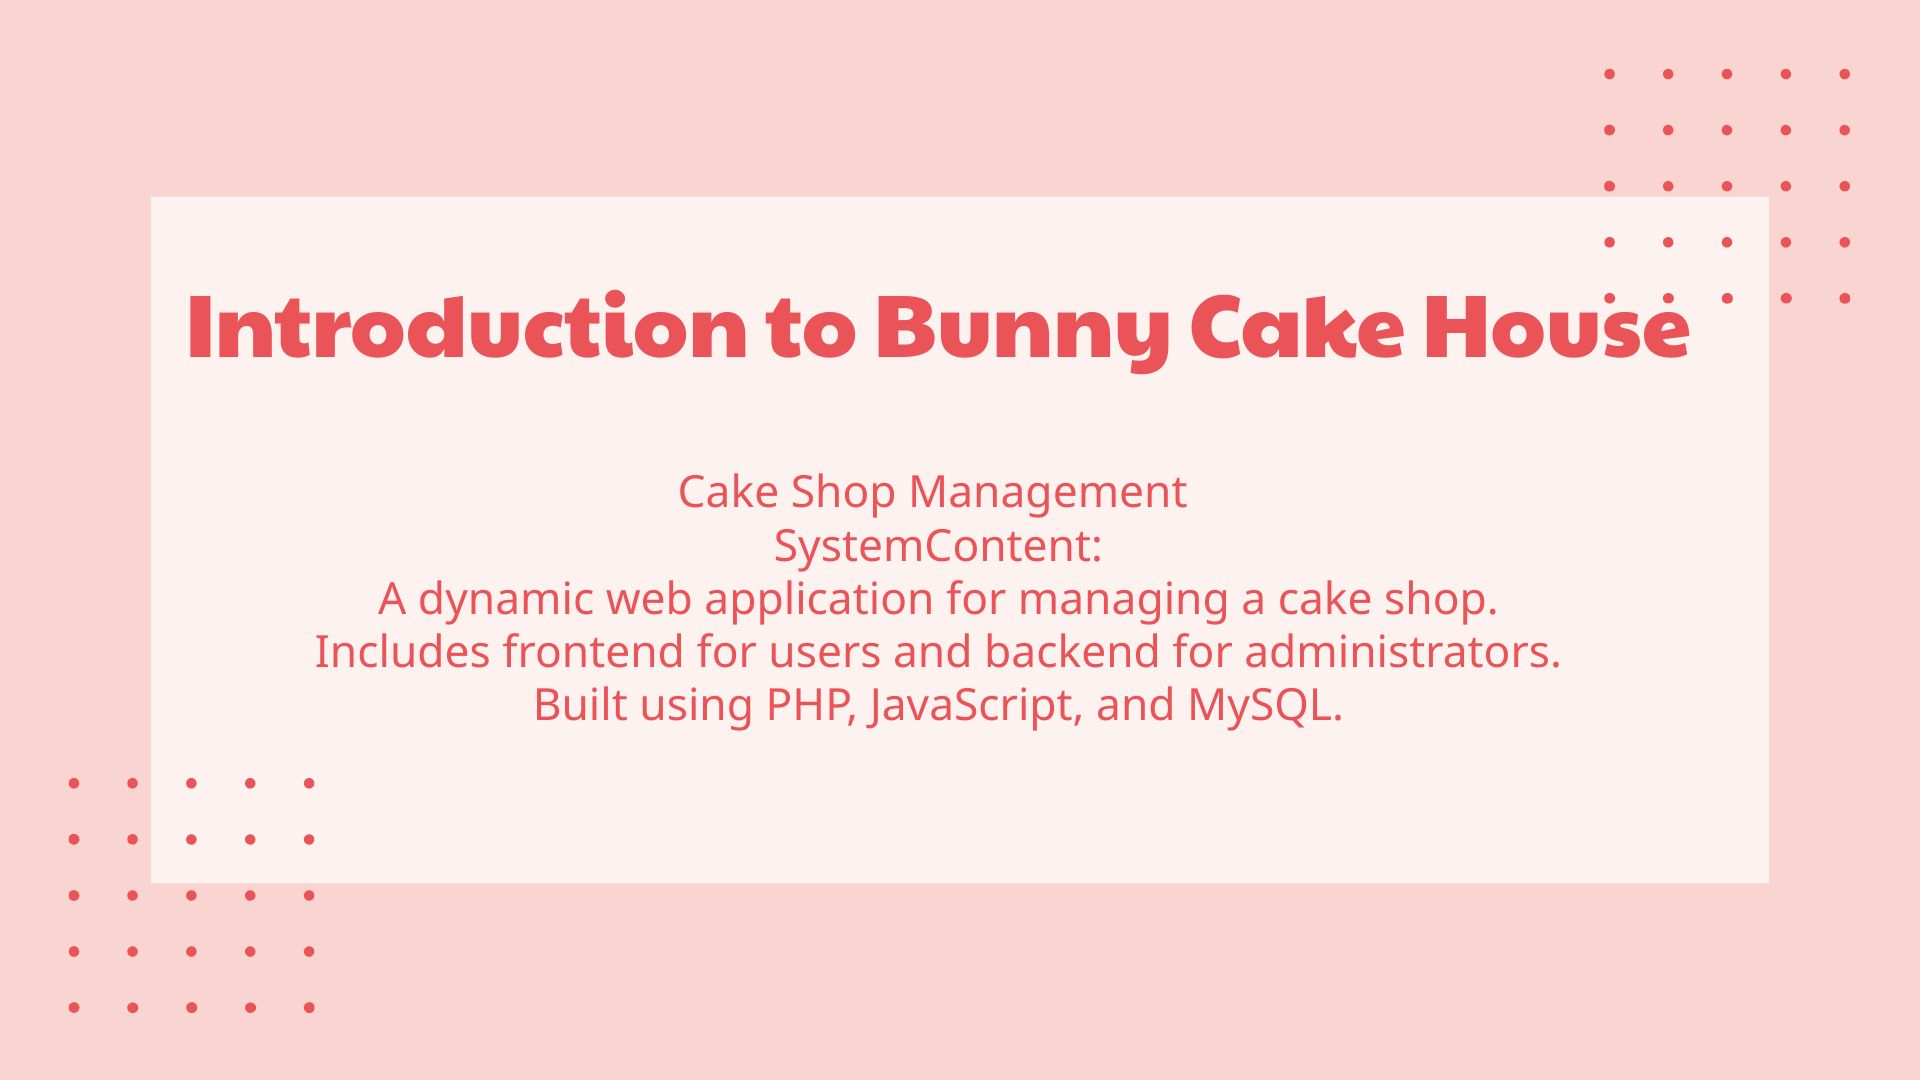 Introduction to Bunny Cake House
Cake Shop Management
SystemContent:
A dynamic web application for managing a cake shop.
Includes frontend for users and backend for administrators.
Built using PHP, JavaScript, and MySQL.